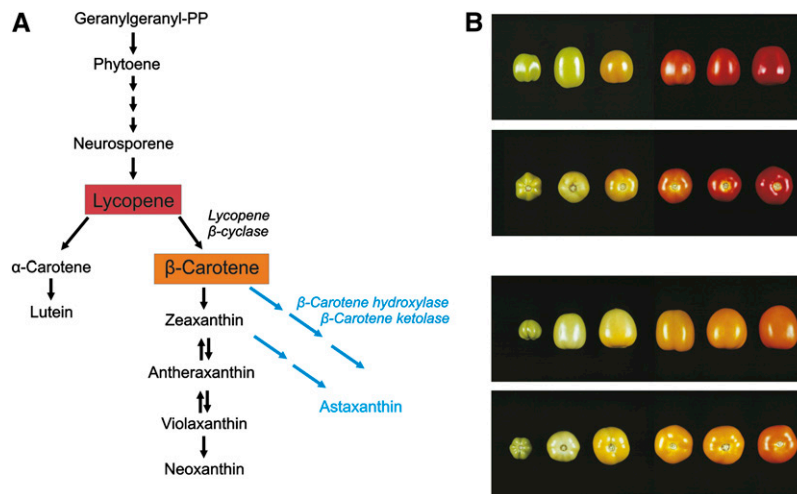 A
Geranylgeranyl-PP
Phytoene
Neurosporene
Lycopene
Lycopene
β-cyclase
α-Carotene
β-Carotene
Lutein
β-Carotene hydroxylase
β-Carotene ketolase
Zeaxanthin
Antheraxanthin
Astaxanthin
Violaxanthin
Neoxanthin
B